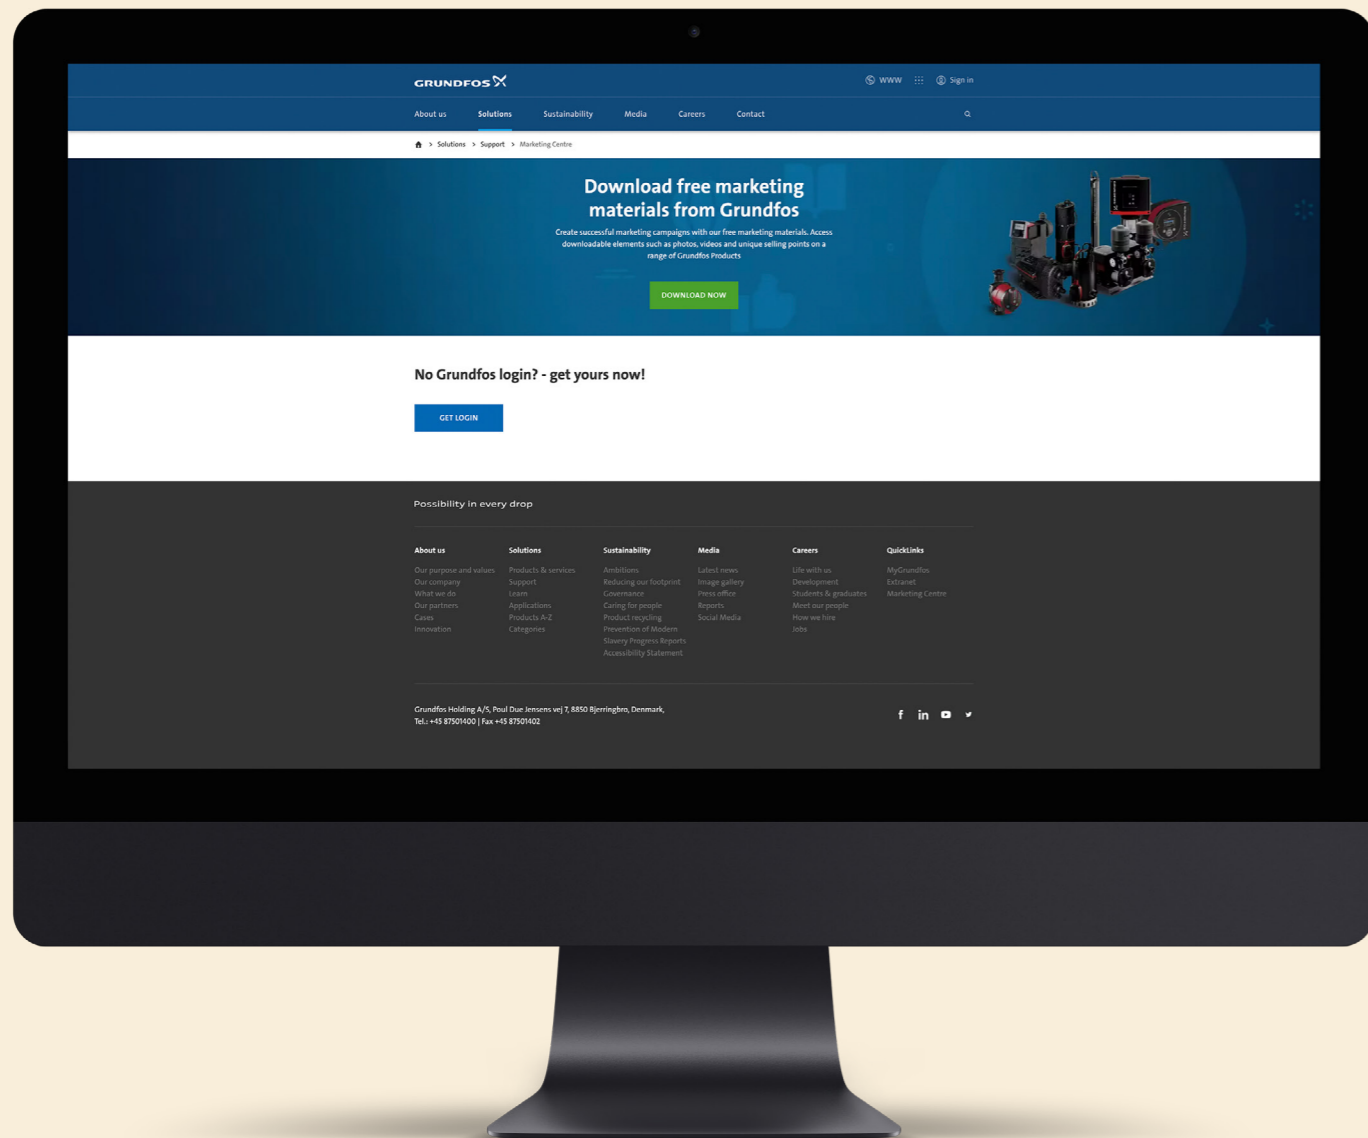 GRUNDFOS
WWW
Sign in
About us Solutions Sustainability Media Careers Contact
> Solutions > Support > Marketing Centre
Download free marketing
materials from Grundfos
Create successful marketing campaigns with our free marketing materials. Access
downloadable elements such as photos, videos and unique selling points on a
range of Grundfos Products
DOWNLOAD NOW
No Grundfos login? - get yours now!
GET LOGIN
Possibility in every drop
About us
Our purpose and values
Our company
What we do
Our partners
Cases
Innovation
Solutions
Products & services
Support
Learn
Applications
Products A-Z
Categories
Sustainability
Ambitions
Reducing our footprint
Governance
Caring for people
Product recycling
Prevention of Modern
Slavery Progress Reports
Accessibility Statement
Media
Latest news
Image gallery
Press office
Reports
Social Media
Careers
Life with us
Development
Students & graduates
Meet our people
How we hire
Jobs
QuickLinks
MyGrundfos
Extranet
Marketing Centre
Grundfos Holding A/S, Poul Due Jensens vej 7, 8850 Bjerringbro, Denmark,
Tel.: +45 87501400 | Fax +45 87501402